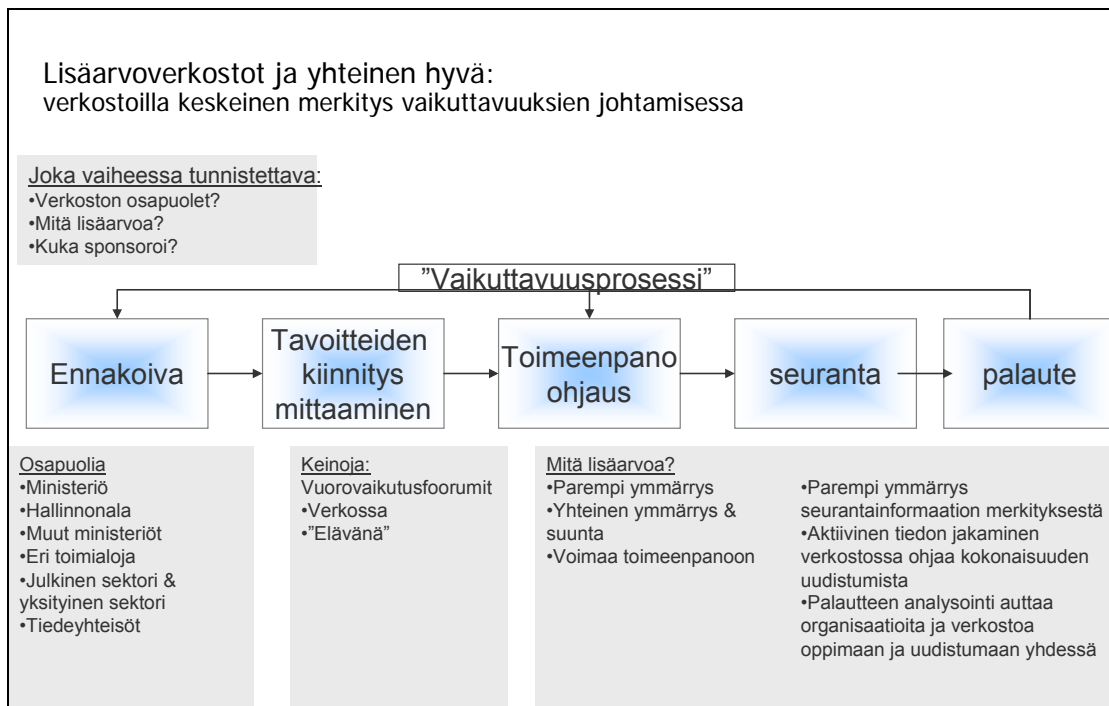 Lisäarvoverkostot ja yhteinen hyvä:
verkostoilla keskeinen merkitys vaikuttavuuksien johtamisessa
Joka vaiheessa tunnistettava:
•Verkoston osapuolet?
•Mitä lisäarvoa?
•Kuka sponsoroi?
"Vaikuttavuusprosessi"
Ennakoiva
Tavoitteiden
kiinnitys
mittaaminen
Toimeenpano
ohjaus
seuranta
palaute
Osapuolia
•Ministeriö
•Hallinnonala
•Muut ministeriöt
•Eri toimialoja
•Julkinen sektori &
yksityinen sektori
•Tiedeyhteisöt
Keinoja:
Vuorovaikutusfoorumit
•Verkossa
•"Elävänä"
Mitä lisäarvoa?
•Parempi ymmärrys
•Yhteinen ymmärrys &
suunta
•Voimaa toimeenpanoon
•Parempi ymmärrys
seurantainformaation merkityksestä
•Aktiivinen tiedon jakaminen
verkostossa ohjaa kokonaisuuden
uudistumista
•Palautteen analysointi auttaa
organisaatioita ja verkostoa
oppimaan ja uudistumaan yhdessä